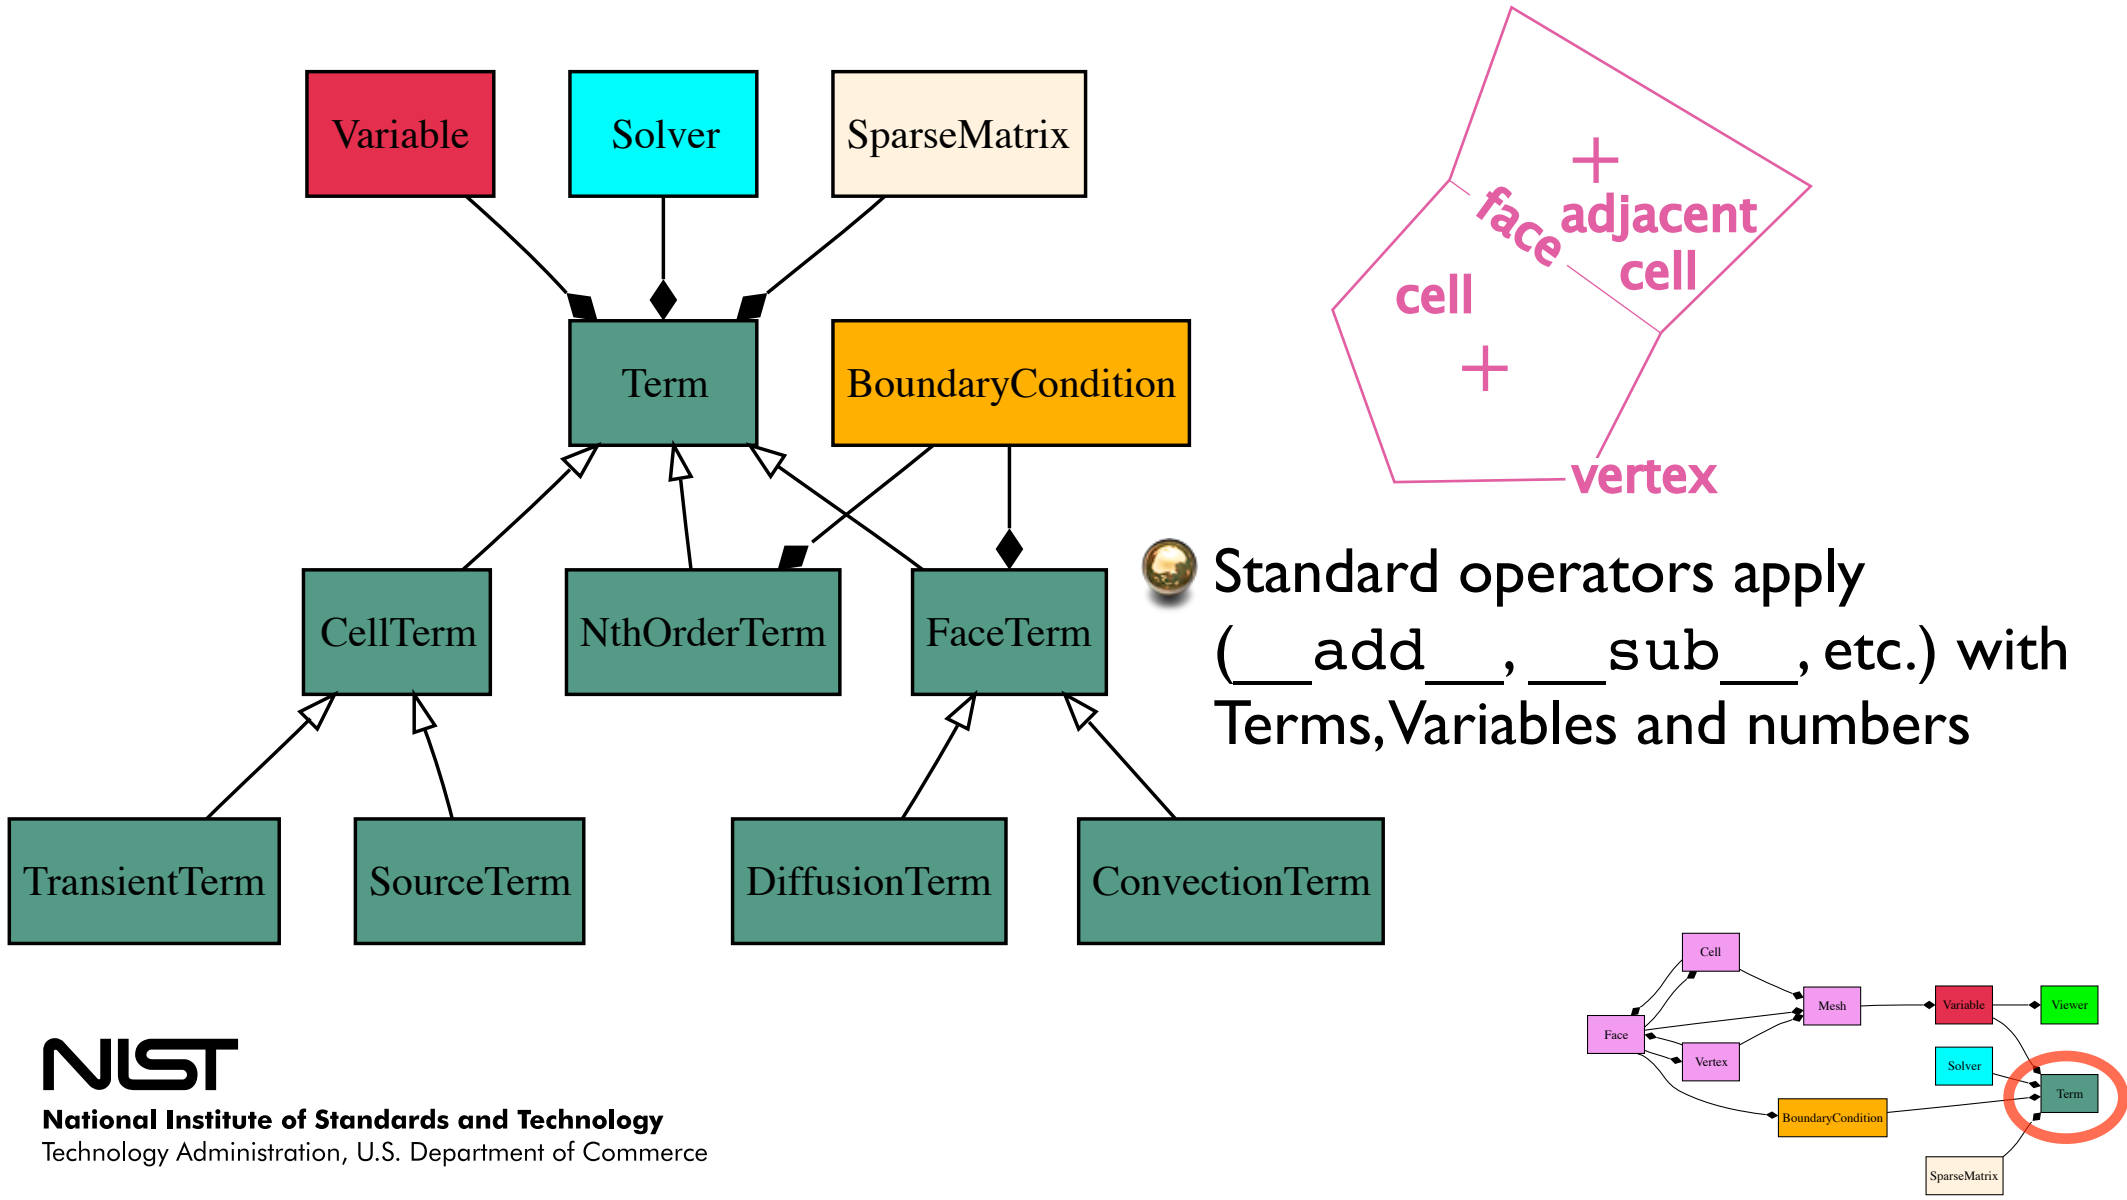 Variable
Solver
SparseMatrix
Term
BoundaryCondition
CellTerm
NthOrderTerm
FaceTerm
TransientTerm
SourceTerm
DiffusionTerm
ConvectionTerm
face
adjacent
cell
cell
vertex
Standard operators apply
(__add__, __sub__, etc.) with
Terms, Variables and numbers
Cell
Face
Vertex
Mesh
Variable
Viewer
Solver
Term
BoundaryCondition
SparseMatrix
NIST
National Institute of Standards and Technology
Technology Administration, U.S. Department of Commerce